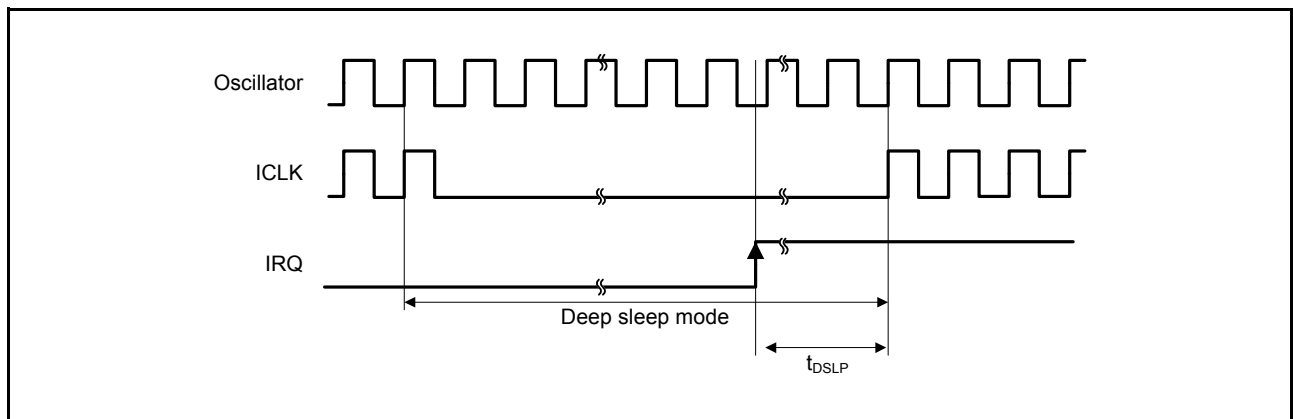 Oscillator
ICLK
IRQ
Deep sleep mode
tDSLP